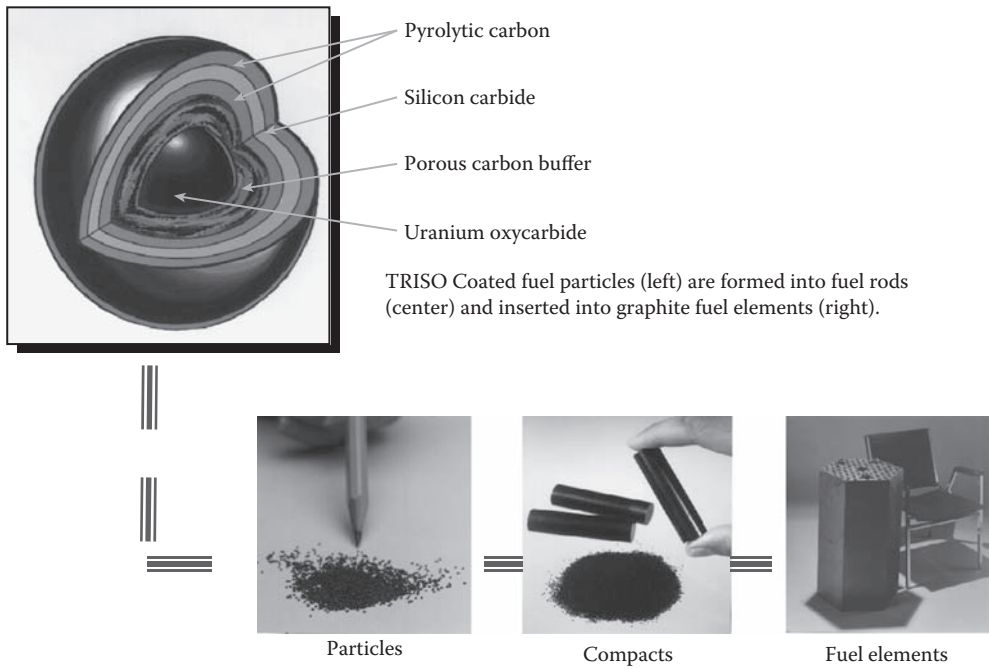 Pyrolytic carbon
Silicon carbide
Porous carbon buffer
Uranium oxycarbide
TRISO Coated fuel particles (left) are formed into fuel rods
(center) and inserted into graphite fuel elements (right).
Particles
Compacts
Fuel elements